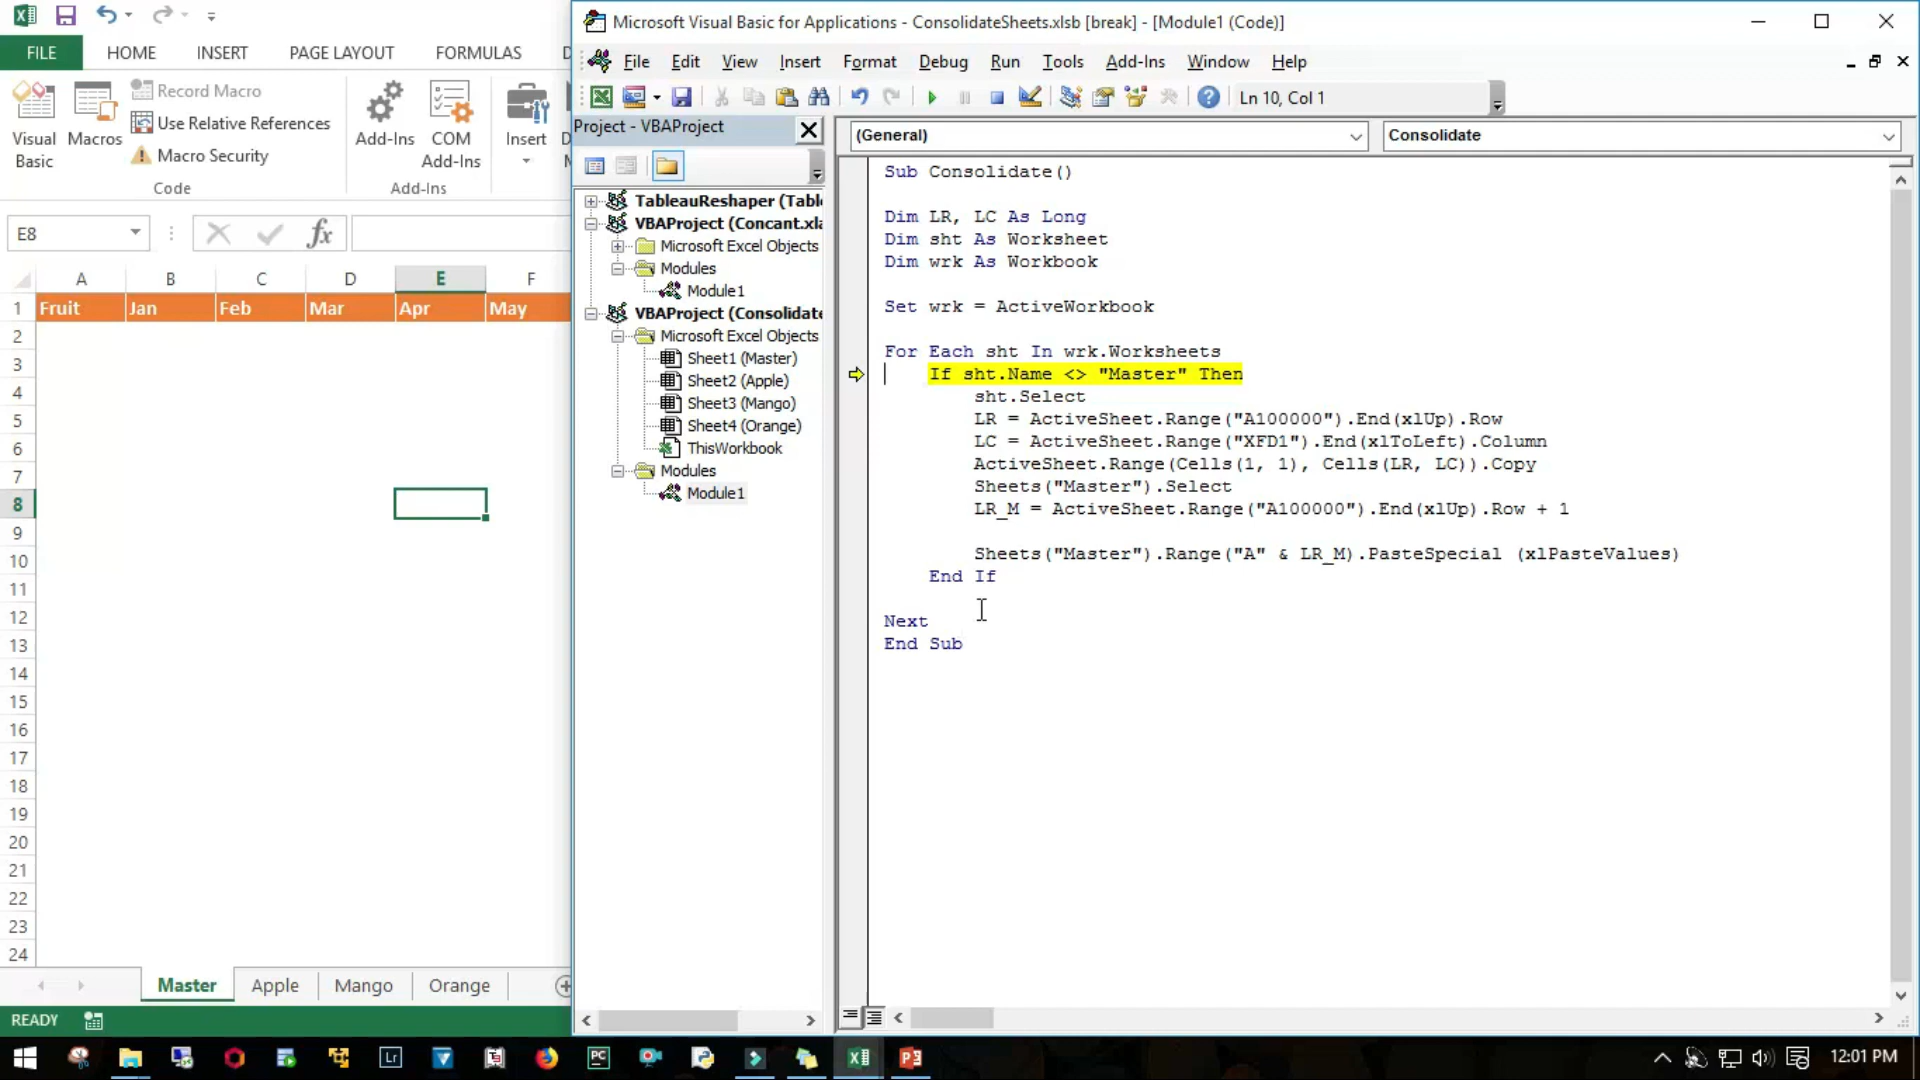 FILE HOME INSERT PAGE LAYOUT FORMULAS
Visual Basic
Macros
Record Macro
Use Relative References
Macro Security
Code
Add-Ins
COM Add-Ins
Add-Ins
Insert
E8
A B C D E F
1 Fruit Jan Feb Mar Apr May
2
3
4
5
6
7
8
9
10
11
12
13
14
15
16
17
18
19
20
21
22
23
24
Master Apple Mango Orange
READY
Microsoft Visual Basic for Applications - ConsolidateSheets.xlsb [break] - [Module1 (Code)]
File Edit View Insert Format Debug Run Tools Add-Ins Window Help
Ln 10, Col 1
Project - VBAProject
TableauReshaper (Tabl
VBAProject (Concant.xla
Microsoft Excel Objects
Modules
Module1
VBAProject (Consolidate
Microsoft Excel Objects
Sheet1 (Master)
Sheet2 (Apple)
Sheet3 (Mango)
Sheet4 (Orange)
ThisWorkbook
Modules
Module1
(General) Consolidate
Sub Consolidate()
Dim LR, LC As Long
Dim sht As Worksheet
Dim wrk As Workbook
Set wrk = ActiveWorkbook
For Each sht In wrk.Worksheets
If sht.Name <> "Master" Then
sht.Select
LR = ActiveSheet.Range("A100000").End(xlUp).Row
LC = ActiveSheet.Range("XFD1").End(xlToLeft).Column
ActiveSheet.Range(Cells(1, 1), Cells(LR, LC)).Copy
Sheets("Master").Select
LR_M = ActiveSheet.Range("A100000").End(xlUp).Row + 1
Sheets("Master").Range("A" & LR_M).PasteSpecial (xlPasteValues)
End If
Next
End Sub
Lr
PC
12:01 PM